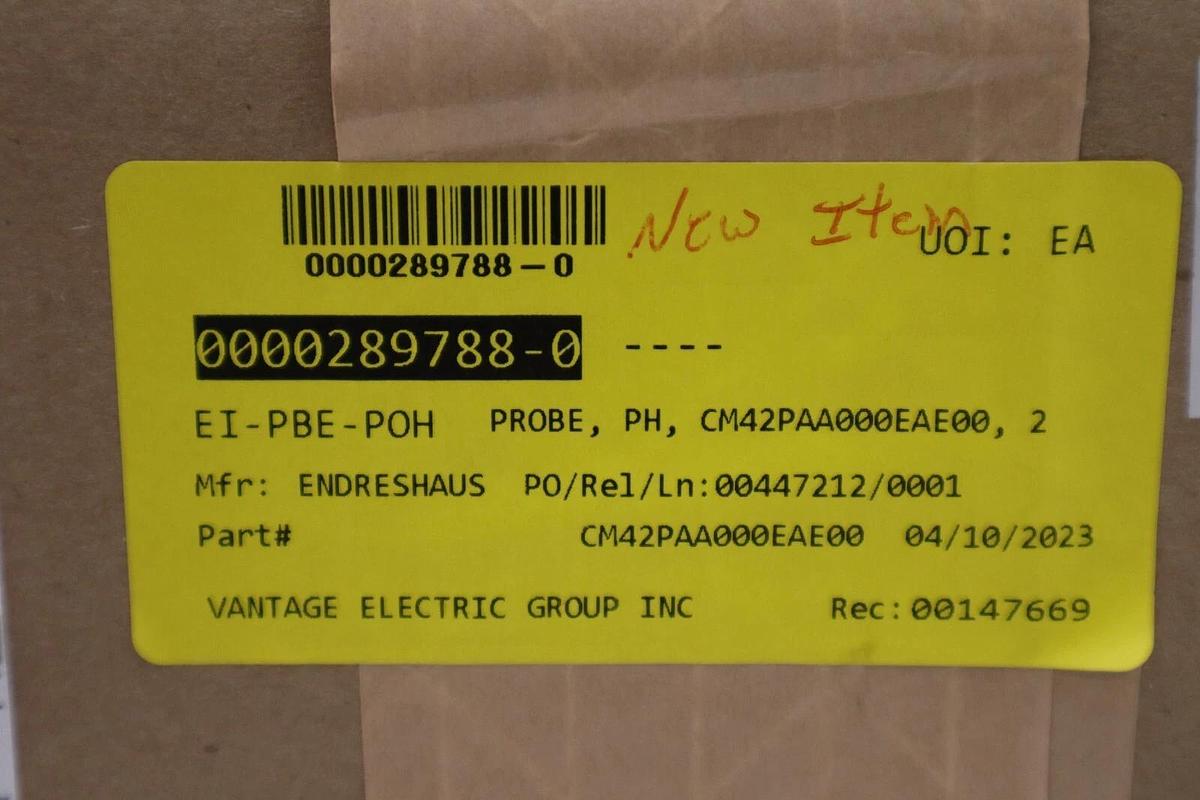 New Item
UOI: EA
0000289788-0
0000289788-0 ----
EI-PBE-POH PROBE, PH, CM42PAA000EAE00, 2
Mfr: ENDRESHAUS PO/Rel/Ln:00447212/0001
Part# CM42PAA000EAE00 04/10/2023
VANTAGE ELECTRIC GROUP INC Rec:00147669